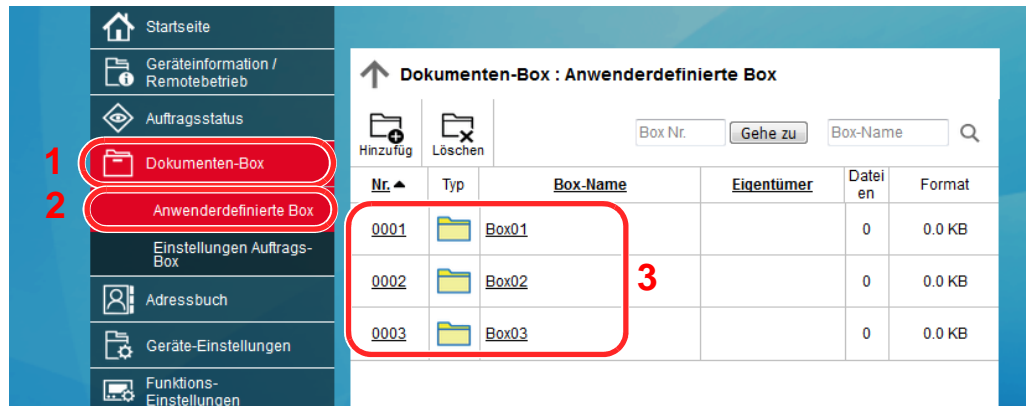 Startseite
Geräteinformation /
Remotebetrieb
Auftragsstatus
1
Dokumenten-Box
2
Anwenderdefinierte Box
Einstellungen Auftrags-
Box
Adressbuch
Geräte-Einstellungen
Funktions-
Einstellungen
Dokumenten-Box : Anwenderdefinierte Box
Hinzufüg Löschen Box Nr. Gehe zu Box-Name
Nr. Typ Box-Name Eigentümer Datei
en Format
0001 Box01 0 0.0 KB
0002 Box02 3 0 0.0 KB
0003 Box03 0 0.0 KB